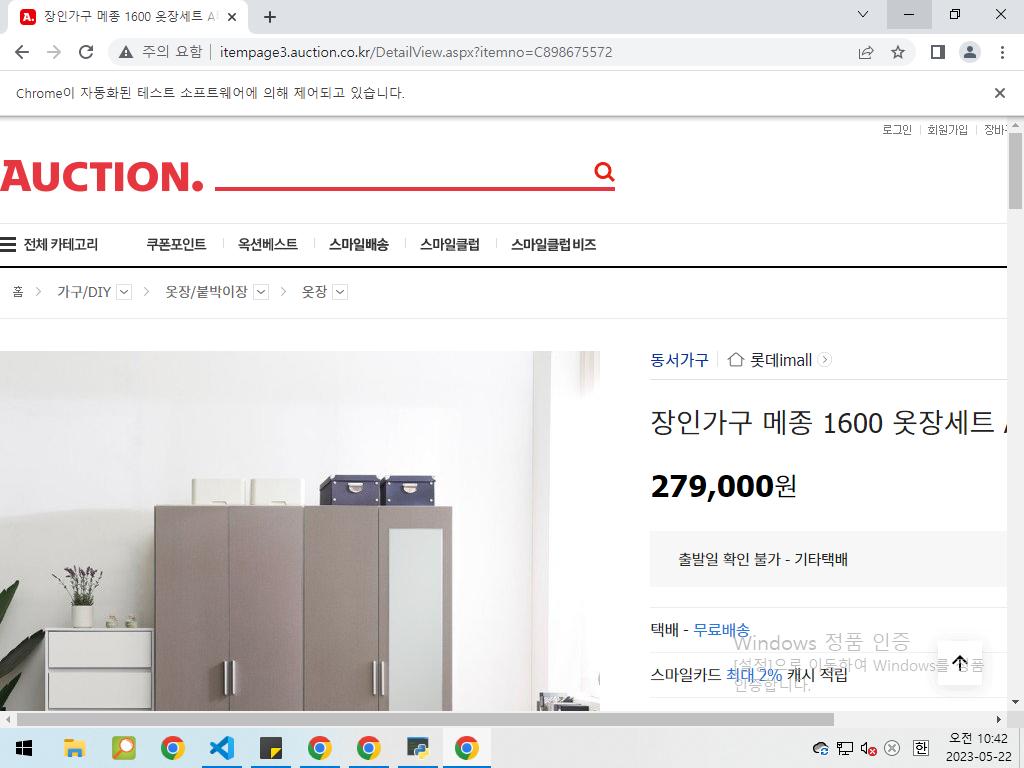 장인가구 메종 1600 옷장세트 A
주의 요함 itempage3.auction.co.kr/DetailView.aspx?itemno=C898675572
Chrome이 자동화된 테스트 소프트웨어에 의해 제어되고 있습니다.
로그인 회원가입 장바
AUCTION.
전체 카테고리 쿠폰포인트 옥션베스트 스마일배송 스마일클럽 스마일클럽 비즈
홈 가구/DIY 옷장/붙박이장 옷장
동서가구 롯데imall
장인가구 메종 1600 옷장세트
279,000원
출발일 확인 불가 - 기타택배
택배 - 무료배송
Windows 정품 인증
[설정]으로 이동하여 Windows를 정품
인증합니다.
스마일카드 최대 2% 캐시 적립
한 오전 10:42
2023-05-22